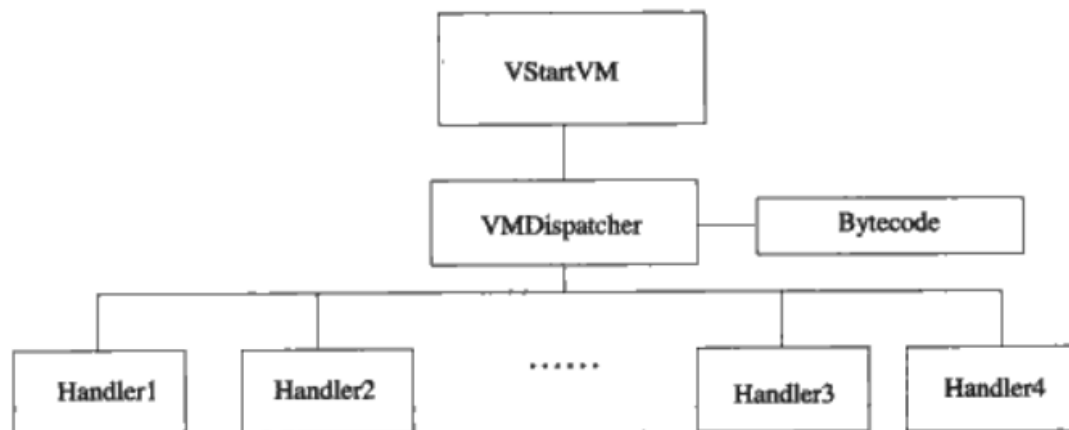 VStartVM
VMDispatcher
Bytecode
Handler1
Handler2
......
Handler3
Handler4